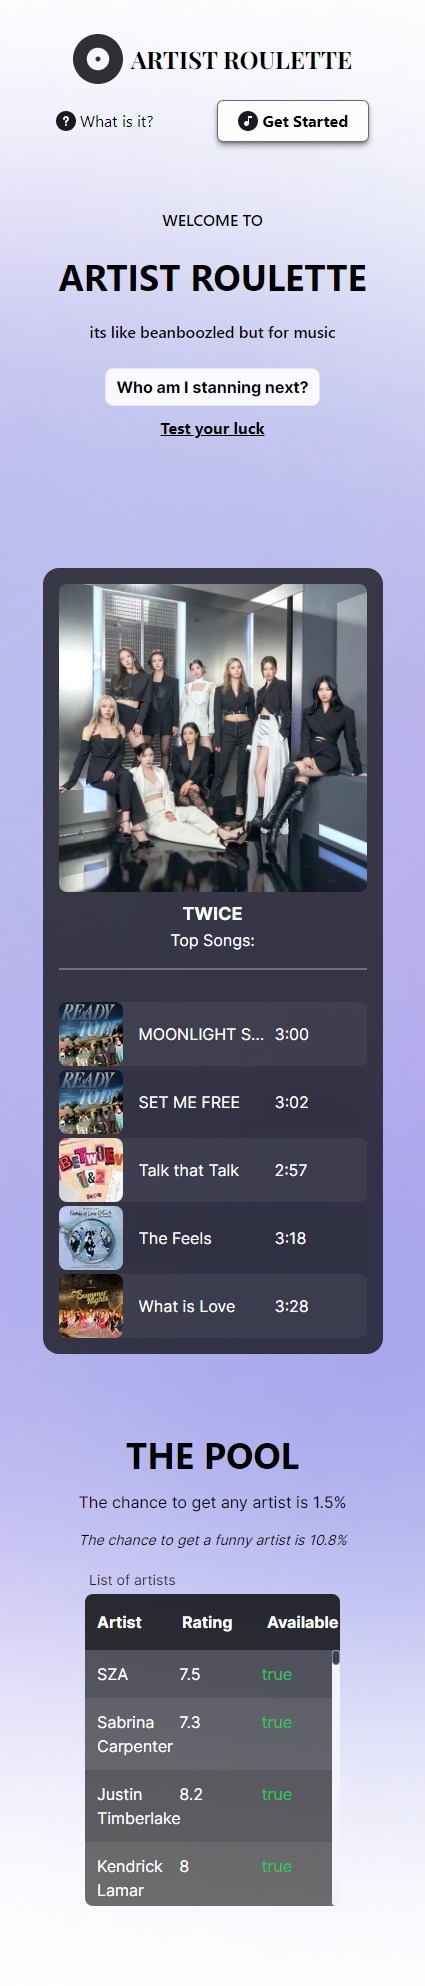 ARTIST ROULETTE
What is it?
Get Started
WELCOME TO
ARTIST ROULETTE
its like beanboozled but for music
Who am I stanning next?
Test your luck
TWICE
Top Songs:
READY
TO BE
MOONLIGHT S... 3:00
READY
TO BE
SET ME FREE 3:02
BETWEEN
1&2
Talk that Talk 2:57
Formula of Love
The Feels 3:18
Summer
Nights
What is Love 3:28
THE POOL
The chance to get any artist is 1.5%
The chance to get a funny artist is 10.8%
List of artists
Artist Rating Available
SZA 7.5 true
Sabrina 7.3 true
Carpenter
Justin 8.2 true
Timberlake
Kendrick 8 true
Lamar